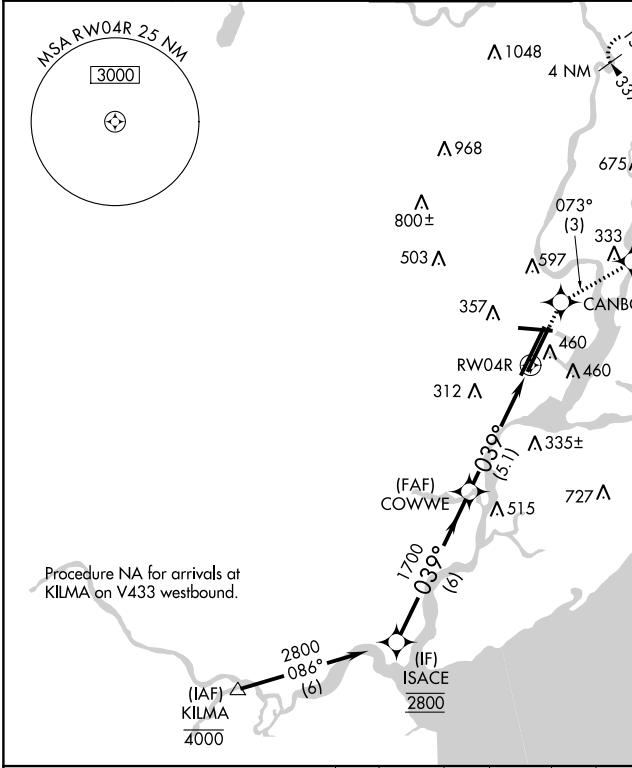 MSA RW04R 25 NM
3000
1048
4 NM
968
675
800±
073°
(3)
503
597
333
357
CANBO
RW04R
460
460
312
039°
(5.1)
335±
(FAF)
COWWE
515
727
1700
039°
(6)
Procedure NA for arrivals at
KILMA on V433 westbound.
2800
086°
(6)
(IF)
ISACE
2800
(IAF)
KILMA
4000